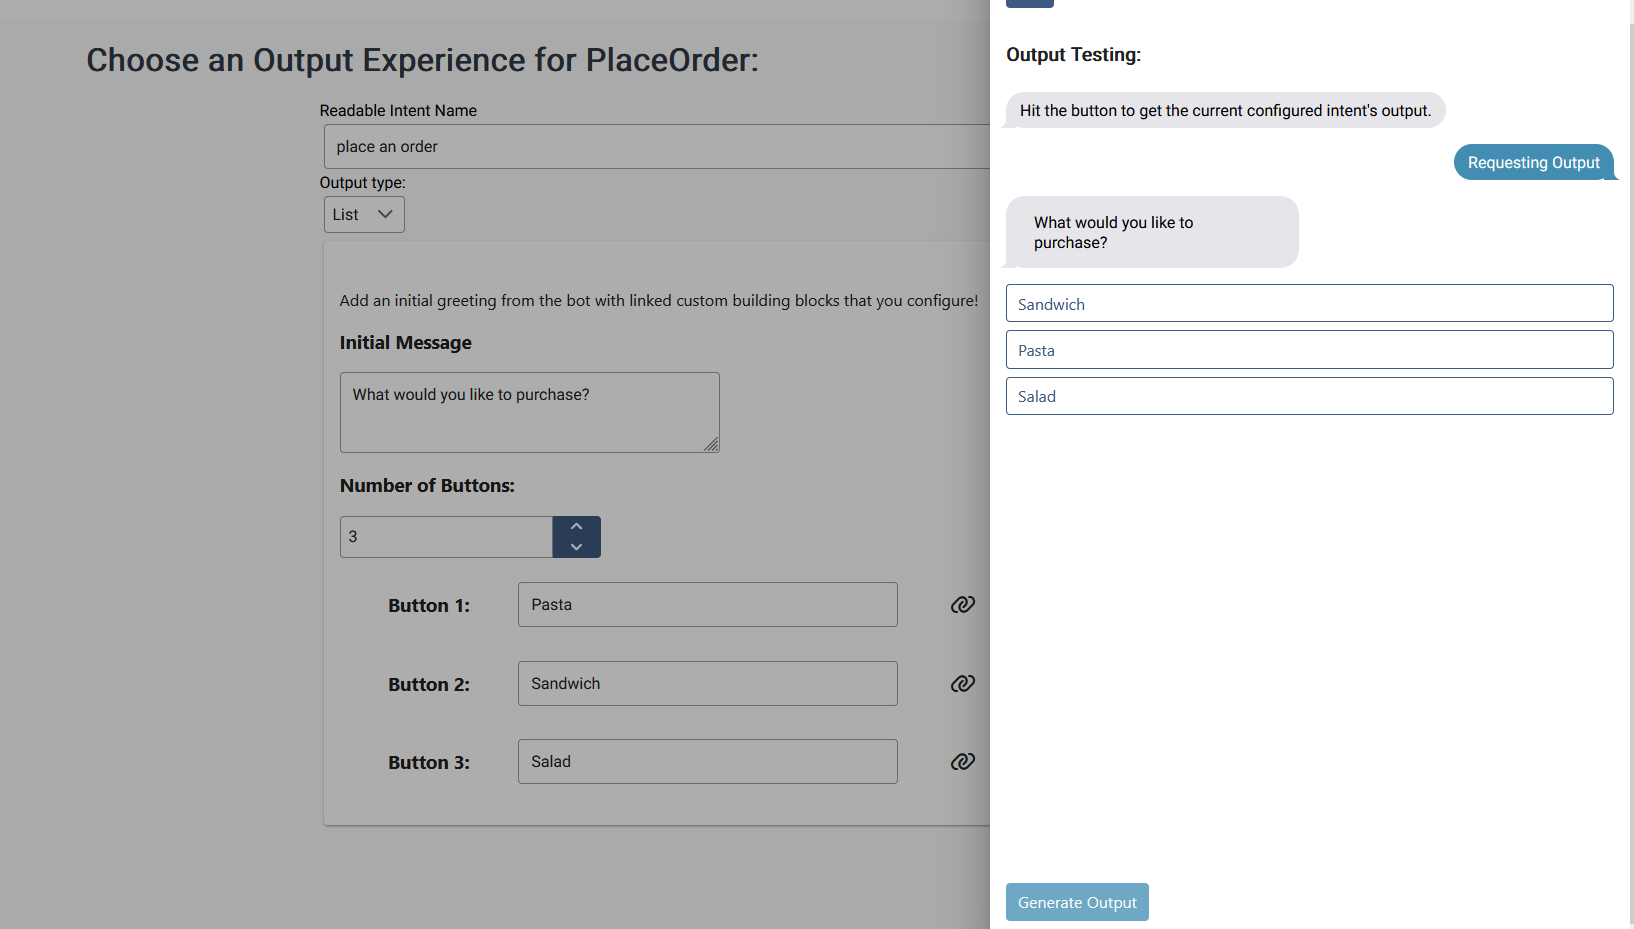 Choose an Output Experience for PlaceOrder:
Readable Intent Name
place an order
Output type:
List
Add an initial greeting from the bot with linked custom building blocks that you configure!
Initial Message
What would you like to purchase?
Number of Buttons:
3
Button 1:
Pasta
Button 2:
Sandwich
Button 3:
Salad
Output Testing:
Hit the button to get the current configured intent's output.
Requesting Output
What would you like to
purchase?
Sandwich
Pasta
Salad
Generate Output